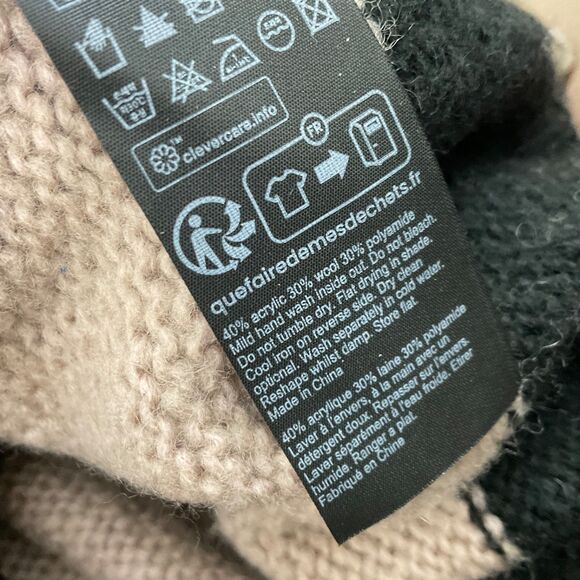 ™
clevercare.info
FR
quefairedemesdechets.fr
40% acrylic 30% wool 30% polyamide
Mild hand wash inside out. Do not bleach.
Do not tumble dry. Flat drying in shade.
Cool iron on reverse side. Dry clean
optional. Wash separately in cold water.
Reshape whilst damp. Store flat
Made in China
40% acrylique 30% laine 30% polyamide
Laver à l'envers, à la main avec un
détergent doux. Repasser sur l'envers.
Laver séparément à l'eau froide. Etirer
humide. Ranger a plat.
Fabriqué en China